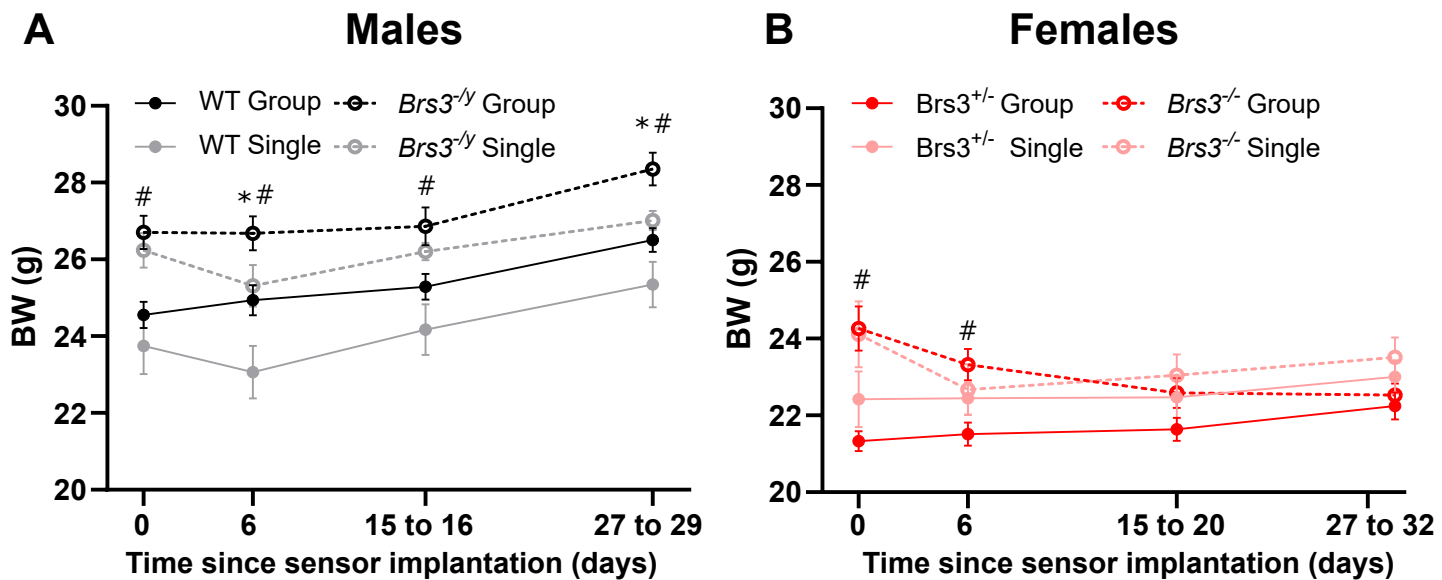 A Males
WT Group Brs3-/y Group
WT Single Brs3-/y Single
BW (g)
30
28
26
24
22
20
#
*#
#
*#
0 6 15 to 16 27 to 29
Time since sensor implantation (days)
B Females
Brs3+/- Group Brs3-/- Group
Brs3+/- Single Brs3-/- Single
BW (g)
30
28
26
24
22
20
#
#
0 6 15 to 20 27 to 32
Time since sensor implantation (days)